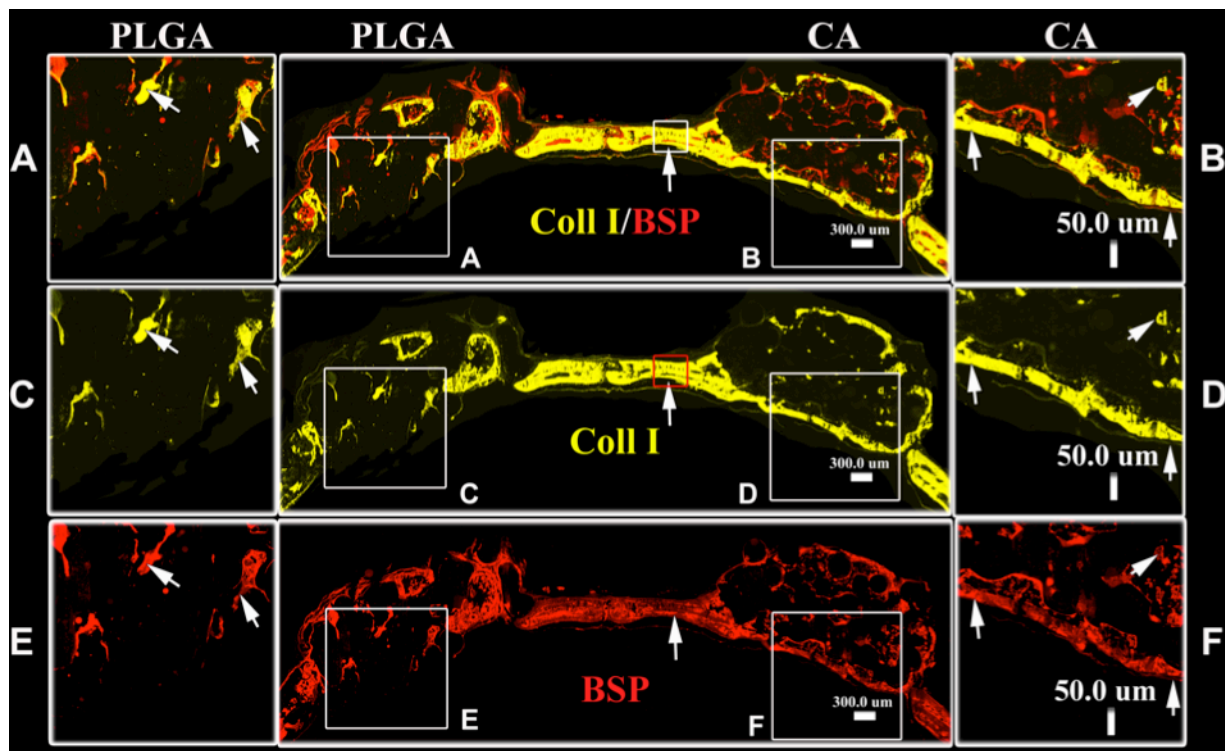 PLGA PLGA CA CA
A B
Coll I/BSP
300.0 um
50.0 um
A B
C D
Coll I
300.0 um
50.0 um
C D
E F
BSP
300.0 um
50.0 um
E F